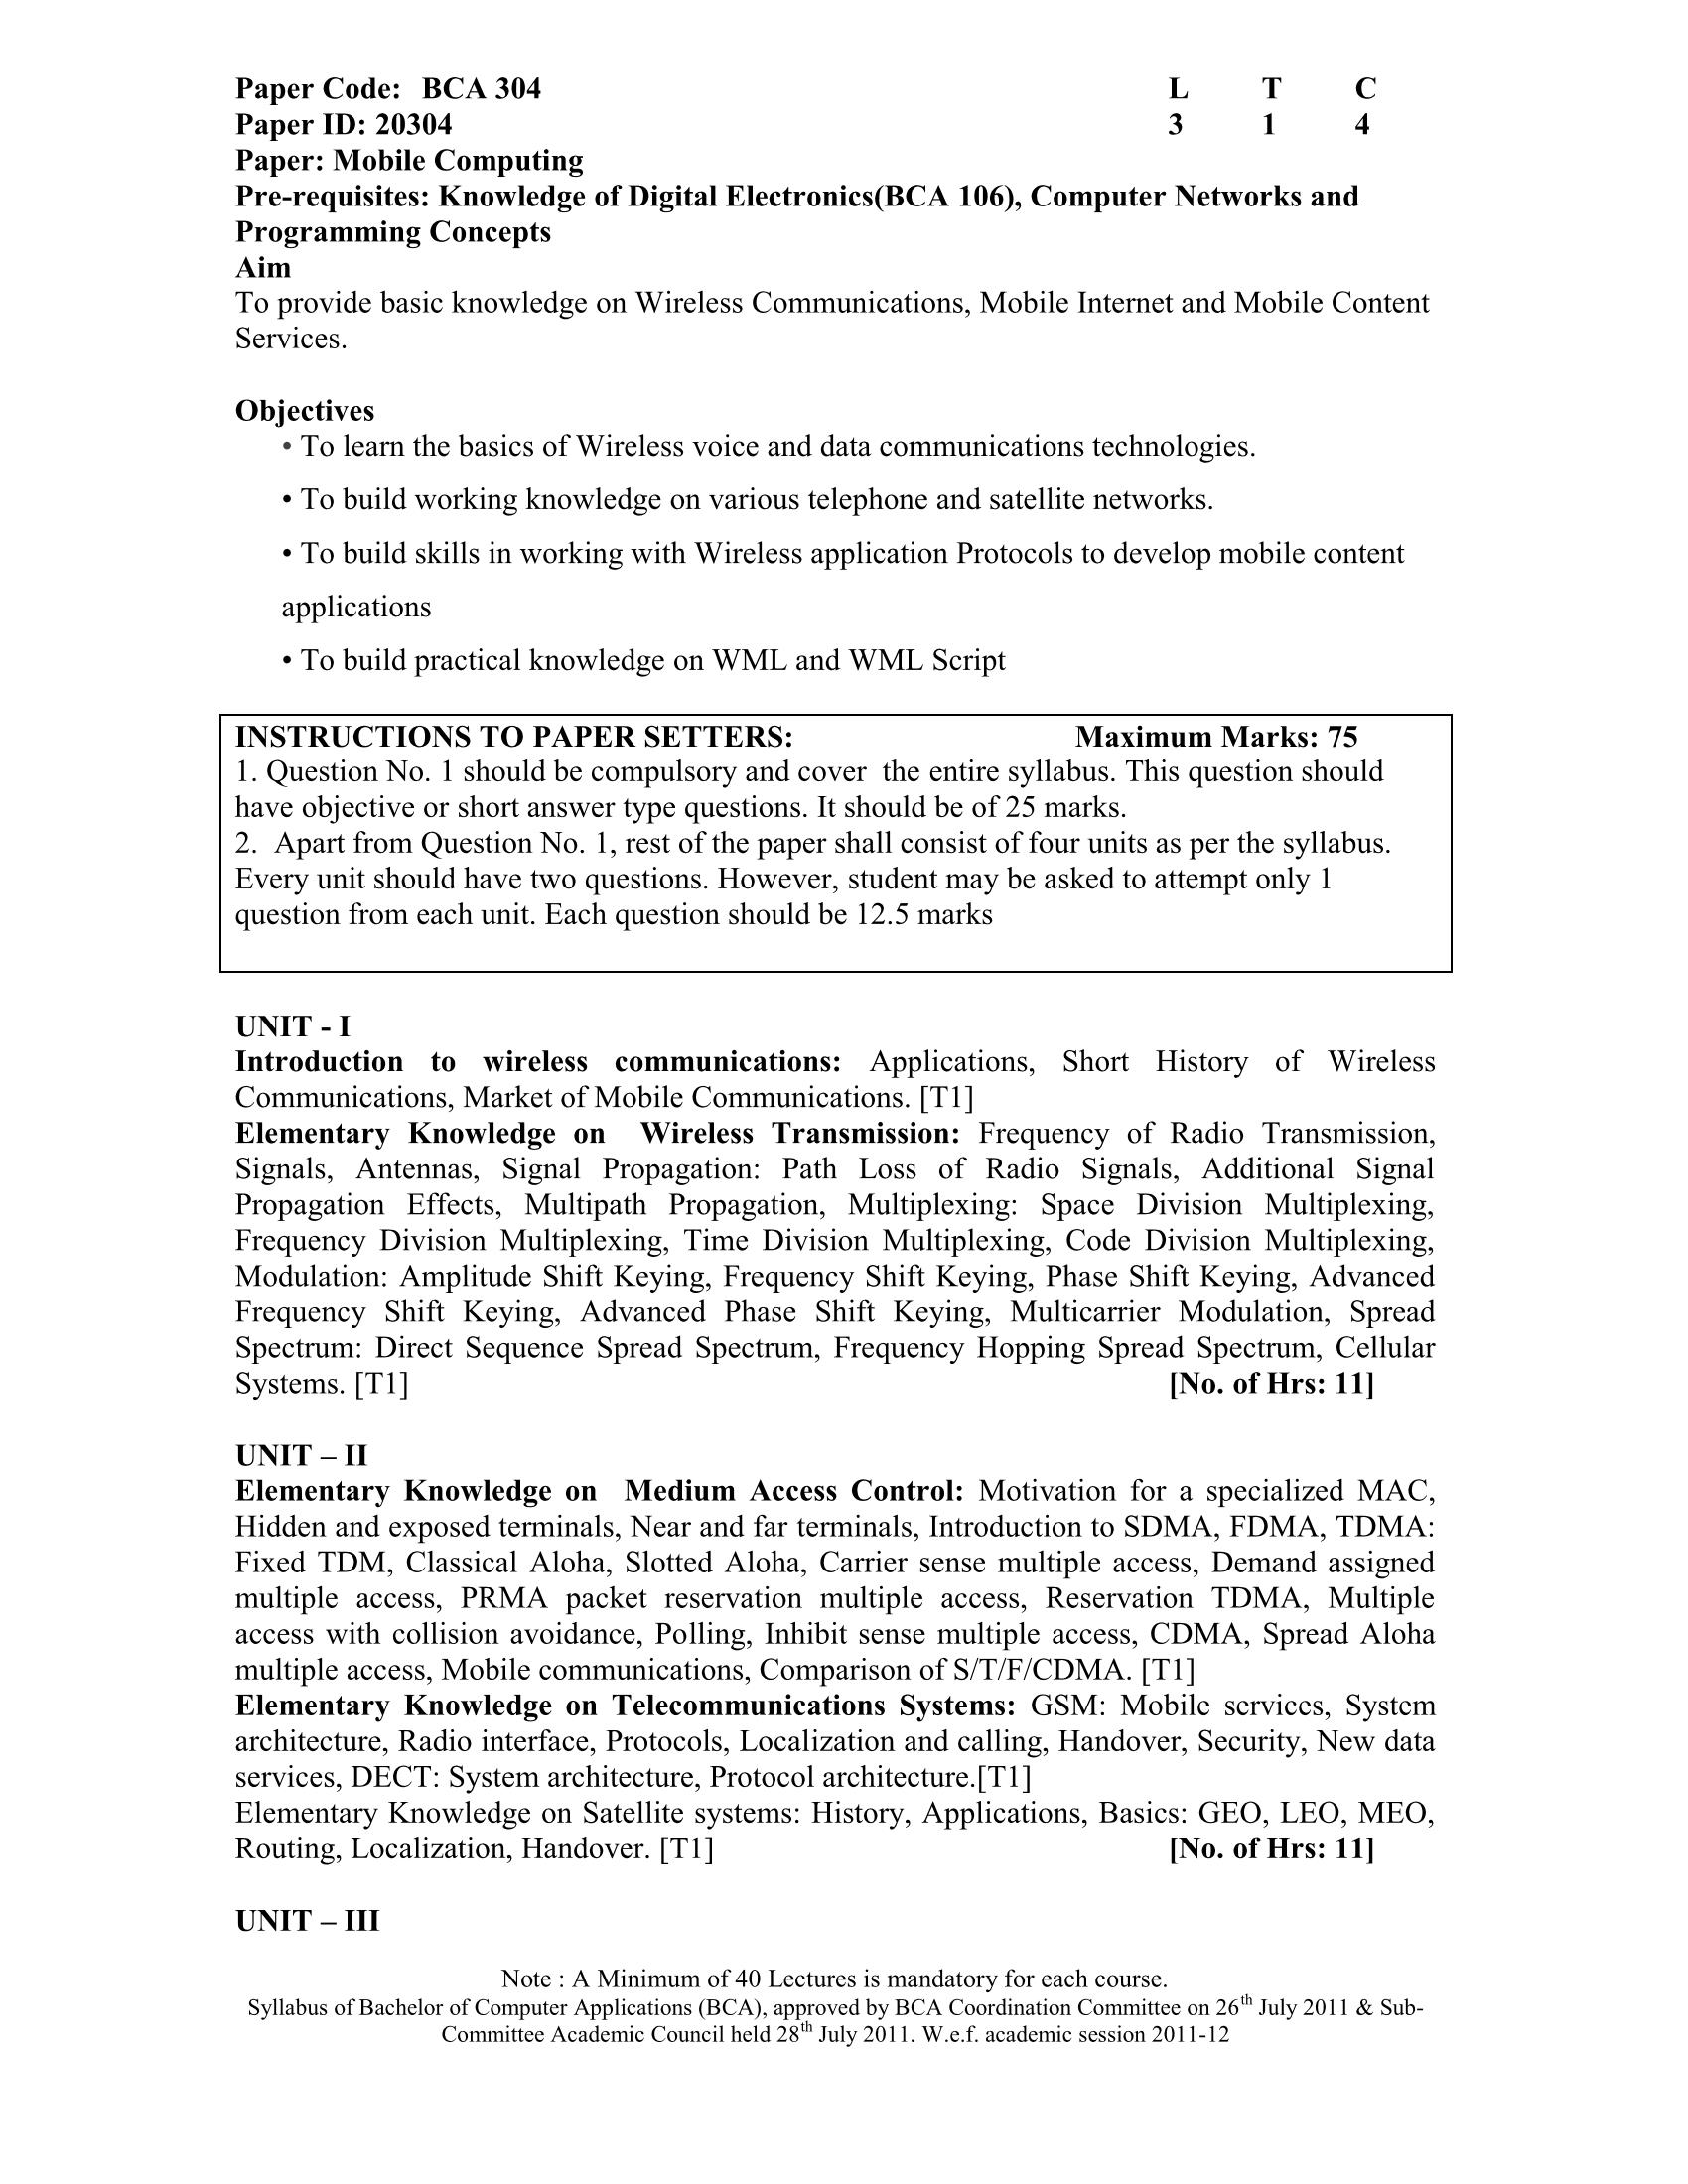 Paper Code: BCA 304 L T C
Paper ID: 20304 3 1 4
Paper: Mobile Computing
Pre-requisites: Knowledge of Digital Electronics(BCA 106), Computer Networks and
Programming Concepts
Aim
To provide basic knowledge on Wireless Communications, Mobile Internet and Mobile Content
Services.
Objectives
• To learn the basics of Wireless voice and data communications technologies.
• To build working knowledge on various telephone and satellite networks.
• To build skills in working with Wireless application Protocols to develop mobile content
applications
• To build practical knowledge on WML and WML Script
INSTRUCTIONS TO PAPER SETTERS: Maximum Marks: 75
1. Question No. 1 should be compulsory and cover the entire syllabus. This question should
have objective or short answer type questions. It should be of 25 marks.
2. Apart from Question No. 1, rest of the paper shall consist of four units as per the syllabus.
Every unit should have two questions. However, student may be asked to attempt only 1
question from each unit. Each question should be 12.5 marks
UNIT - I
Introduction to wireless communications: Applications, Short History of Wireless
Communications, Market of Mobile Communications. [T1]
Elementary Knowledge on Wireless Transmission: Frequency of Radio Transmission,
Signals, Antennas, Signal Propagation: Path Loss of Radio Signals, Additional Signal
Propagation Effects, Multipath Propagation, Multiplexing: Space Division Multiplexing,
Frequency Division Multiplexing, Time Division Multiplexing, Code Division Multiplexing,
Modulation: Amplitude Shift Keying, Frequency Shift Keying, Phase Shift Keying, Advanced
Frequency Shift Keying, Advanced Phase Shift Keying, Multicarrier Modulation, Spread
Spectrum: Direct Sequence Spread Spectrum, Frequency Hopping Spread Spectrum, Cellular
Systems. [T1] [No. of Hrs: 11]
UNIT – II
Elementary Knowledge on Medium Access Control: Motivation for a specialized MAC,
Hidden and exposed terminals, Near and far terminals, Introduction to SDMA, FDMA, TDMA:
Fixed TDM, Classical Aloha, Slotted Aloha, Carrier sense multiple access, Demand assigned
multiple access, PRMA packet reservation multiple access, Reservation TDMA, Multiple
access with collision avoidance, Polling, Inhibit sense multiple access, CDMA, Spread Aloha
multiple access, Mobile communications, Comparison of S/T/F/CDMA. [T1]
Elementary Knowledge on Telecommunications Systems: GSM: Mobile services, System
architecture, Radio interface, Protocols, Localization and calling, Handover, Security, New data
services, DECT: System architecture, Protocol architecture.[T1]
Elementary Knowledge on Satellite systems: History, Applications, Basics: GEO, LEO, MEO,
Routing, Localization, Handover. [T1] [No. of Hrs: 11]
UNIT – III
Note : A Minimum of 40 Lectures is mandatory for each course.
Syllabus of Bachelor of Computer Applications (BCA), approved by BCA Coordination Committee on 26th July 2011 & Sub-
Committee Academic Council held 28th July 2011. W.e.f. academic session 2011-12